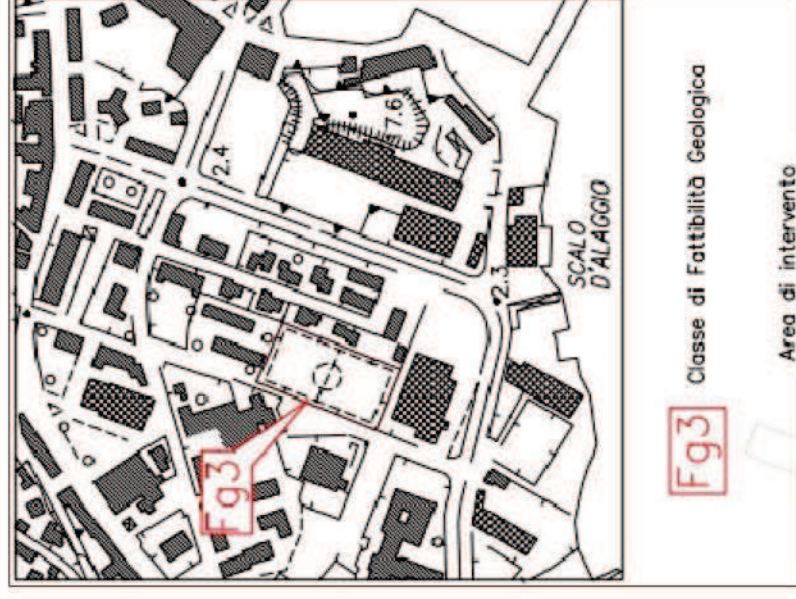 2.4
7.6
2.3
SCALO
D'ALAGGIO
Fg3
Fg3
Classe di Fattibilità Geologica
Area di intervento